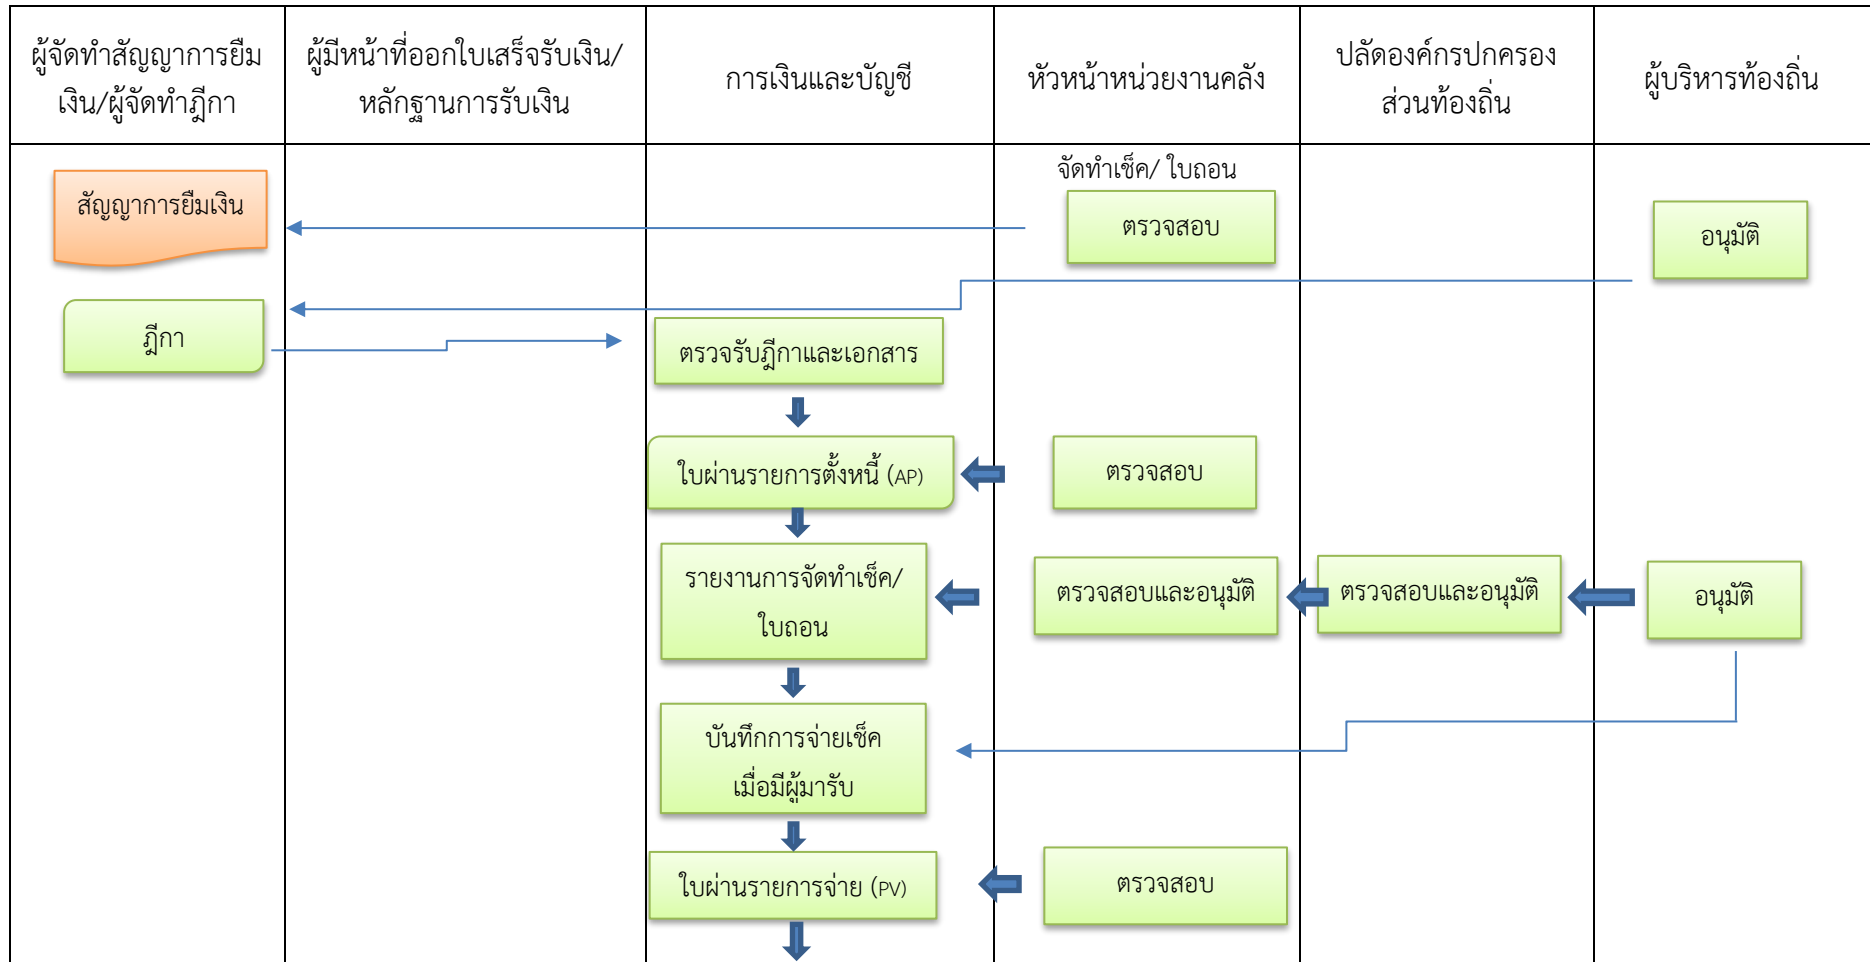 ผู้จัดทำสัญญาการยืม
เงิน/ผู้จัดทำฎีกา
ผู้มีหน้าที่ออกใบเสร็จรับเงิน/
หลักฐานการรับเงิน
การเงินและบัญชี
หัวหน้าหน่วยงานคลัง
ปลัดองค์กรปกครอง
ส่วนท้องถิ่น
ผู้บริหารท้องถิ่น
จัดทำเช็ค/ ใบถอน
สัญญาการยืมเงิน
ตรวจสอบ
อนุมัติ
ฎีกา
ตรวจรับฎีกาและเอกสาร
ใบผ่านรายการตั้งหนี้ (AP)
ตรวจสอบ
รายงานการจัดทำเช็ค/
ใบถอน
ตรวจสอบและอนุมัติ
ตรวจสอบและอนุมัติ
อนุมัติ
บันทึกการจ่ายเช็ค
เมื่อมีผู้มารับ
ใบผ่านรายการจ่าย (PV)
ตรวจสอบ